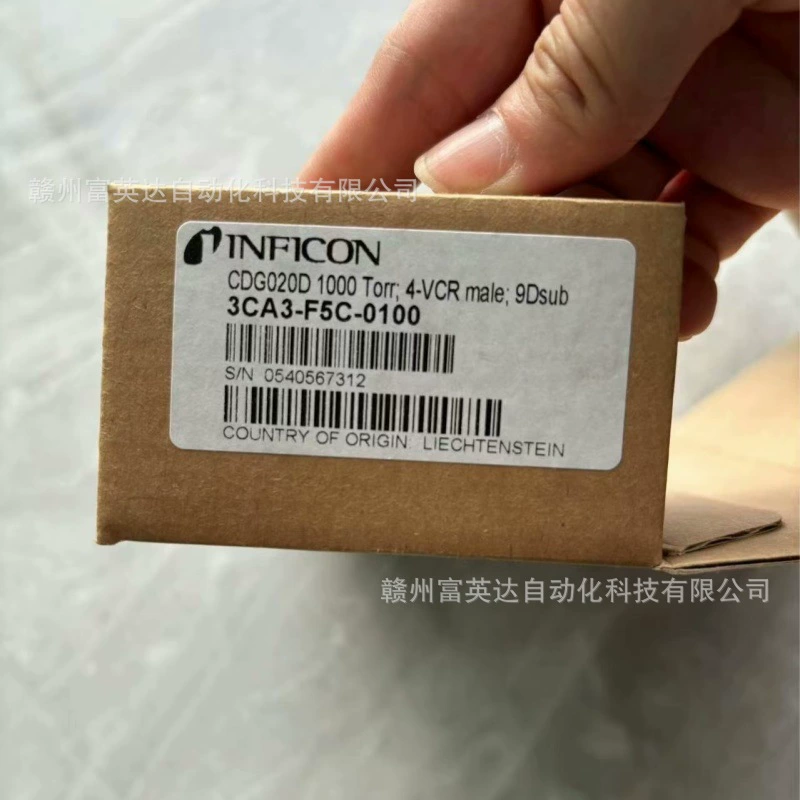 赣州富英达自动化科技有限公司
INFICON
CDG020D 1000 Torr; 4-VCR male; 9Dsub
3CA3-F5C-0100
S/N 0540567312
COUNTRY OF ORIGIN: LIECHTENSTEIN
赣州富英达自动化科技有限公司